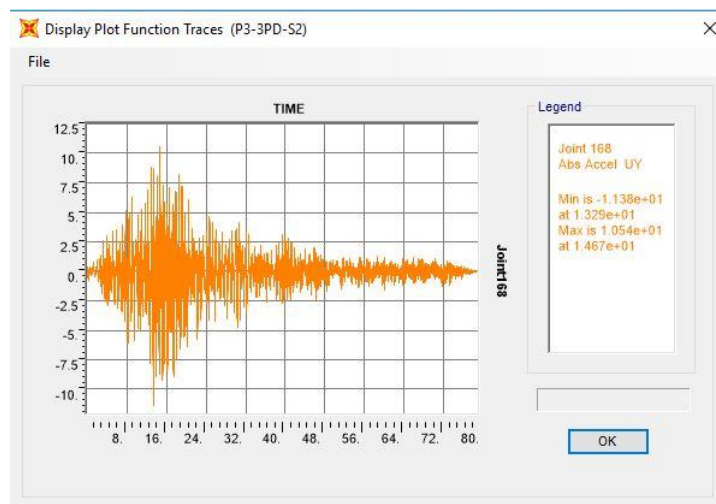 Display Plot Function Traces (P3-3PD-S2)
File
TIME
12.5
10.
7.5
5.
2.5
0.
-2.5
-5.
-7.5
-10.
8. 16. 24. 32. 40. 48. 56. 64. 72. 80.
Joint168
Legend
Joint 168
Abs Accel UY
Min is -1.138e+01
at 1.329e+01
Max is 1.054e+01
at 1.467e+01
OK